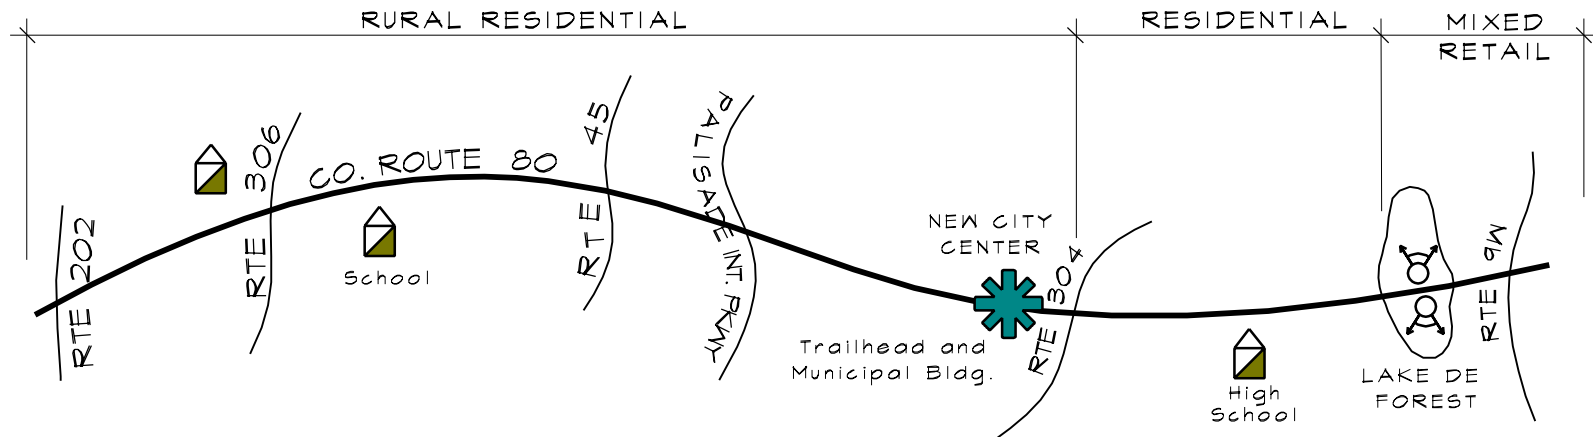 RURAL RESIDENTIAL
RESIDENTIAL
MIXED
RETAIL
RTE 202
RTE 306
CO. ROUTE 80
School
RTE 45
PALISADE INT. PKWY
NEW CITY
CENTER
Trailhead and
Municipal Bldg.
RTE 304
High
School
LAKE DE
FOREST
RTE 9W